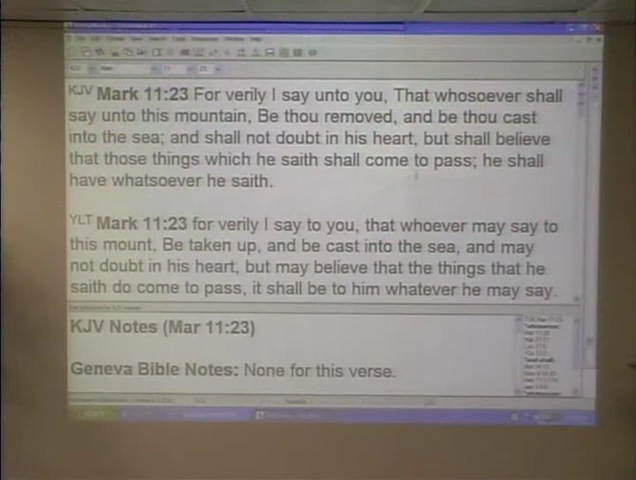 KJV Mark 11:23 For verily I say unto you, That whosoever shall
say unto this mountain, Be thou removed, and be thou cast
into the sea; and shall not doubt in his heart, but shall believe
that those things which he saith shall come to pass; he shall
have whatsoever he saith.
YLT Mark 11:23 for verily I say to you, that whoever may say to
this mount, Be taken up, and be cast into the sea, and may
not doubt in his heart, but may believe that the things that he
saith do come to pass, it shall be to him whatever he may say.
KJV Notes (Mar 11:23)
Geneva Bible Notes: None for this verse.